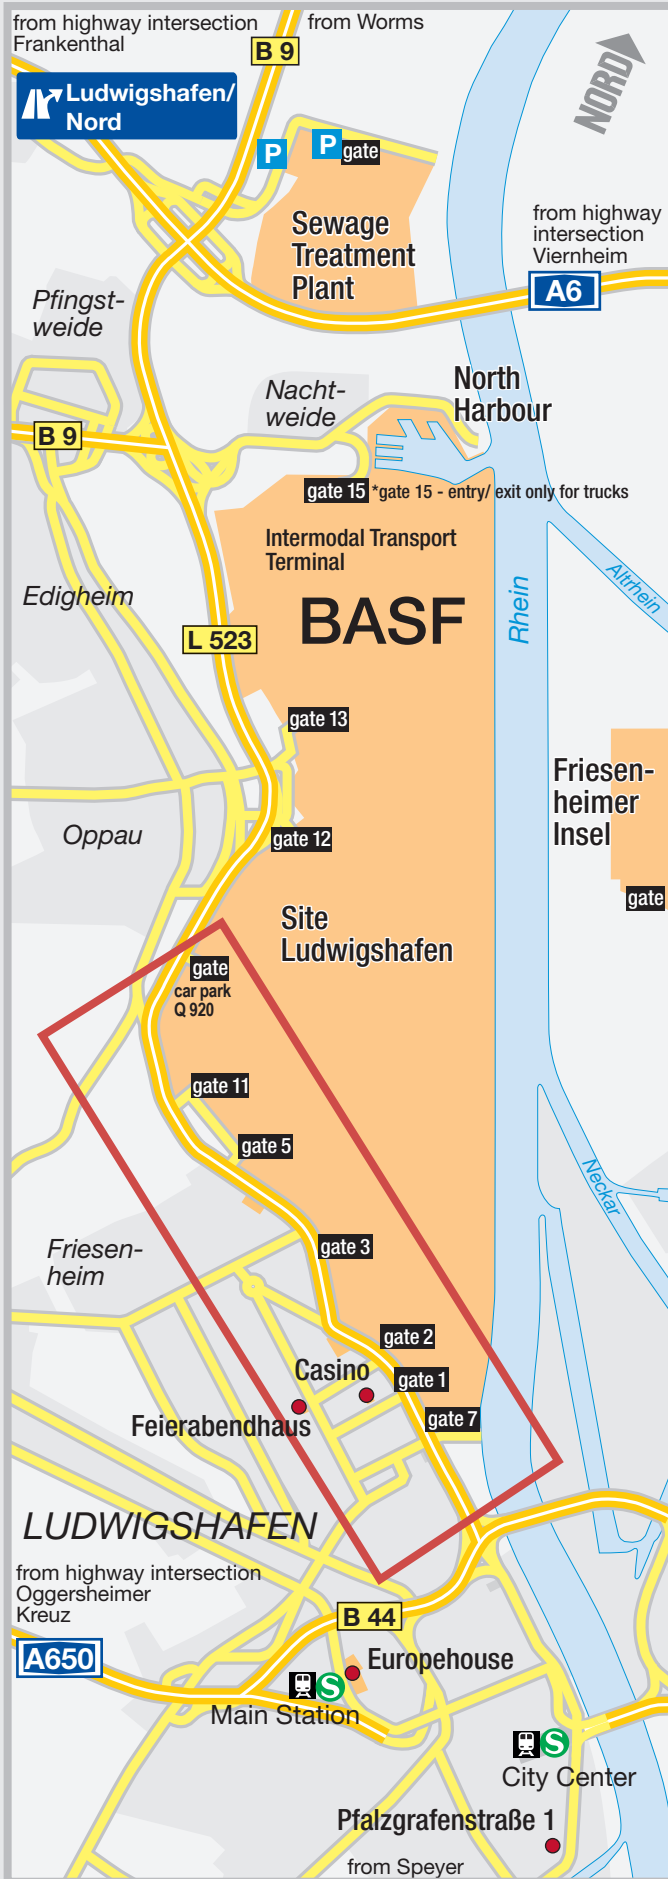 from highway intersection
Frankenthal
from Worms
B 9
NORD
Ludwigshafen/
Nord
P
P
gate
Sewage
Treatment
Plant
from highway
intersection
Viernheim
A6
Pfingst-
weide
Nacht-
weide
North
Harbour
B 9
gate 15
*gate 15 - entry/ exit only for trucks
Intermodal Transport
Terminal
Altrhein
Rhein
Edigheim
BASF
L 523
gate 13
Friesen-
heimer
Insel
Oppau
gate 12
gate
Site
Ludwigshafen
gate
car park
Q 920
gate 11
gate 5
Neckar
Friesen-
heim
gate 3
gate 2
Casino
gate 1
Feierabendhaus
gate 7
LUDWIGSHAFEN
from highway intersection
Oggersheimer
Kreuz
B 44
A650
Europehouse
S
Main Station
S
City Center
Pfalzgrafenstraße 1
from Speyer